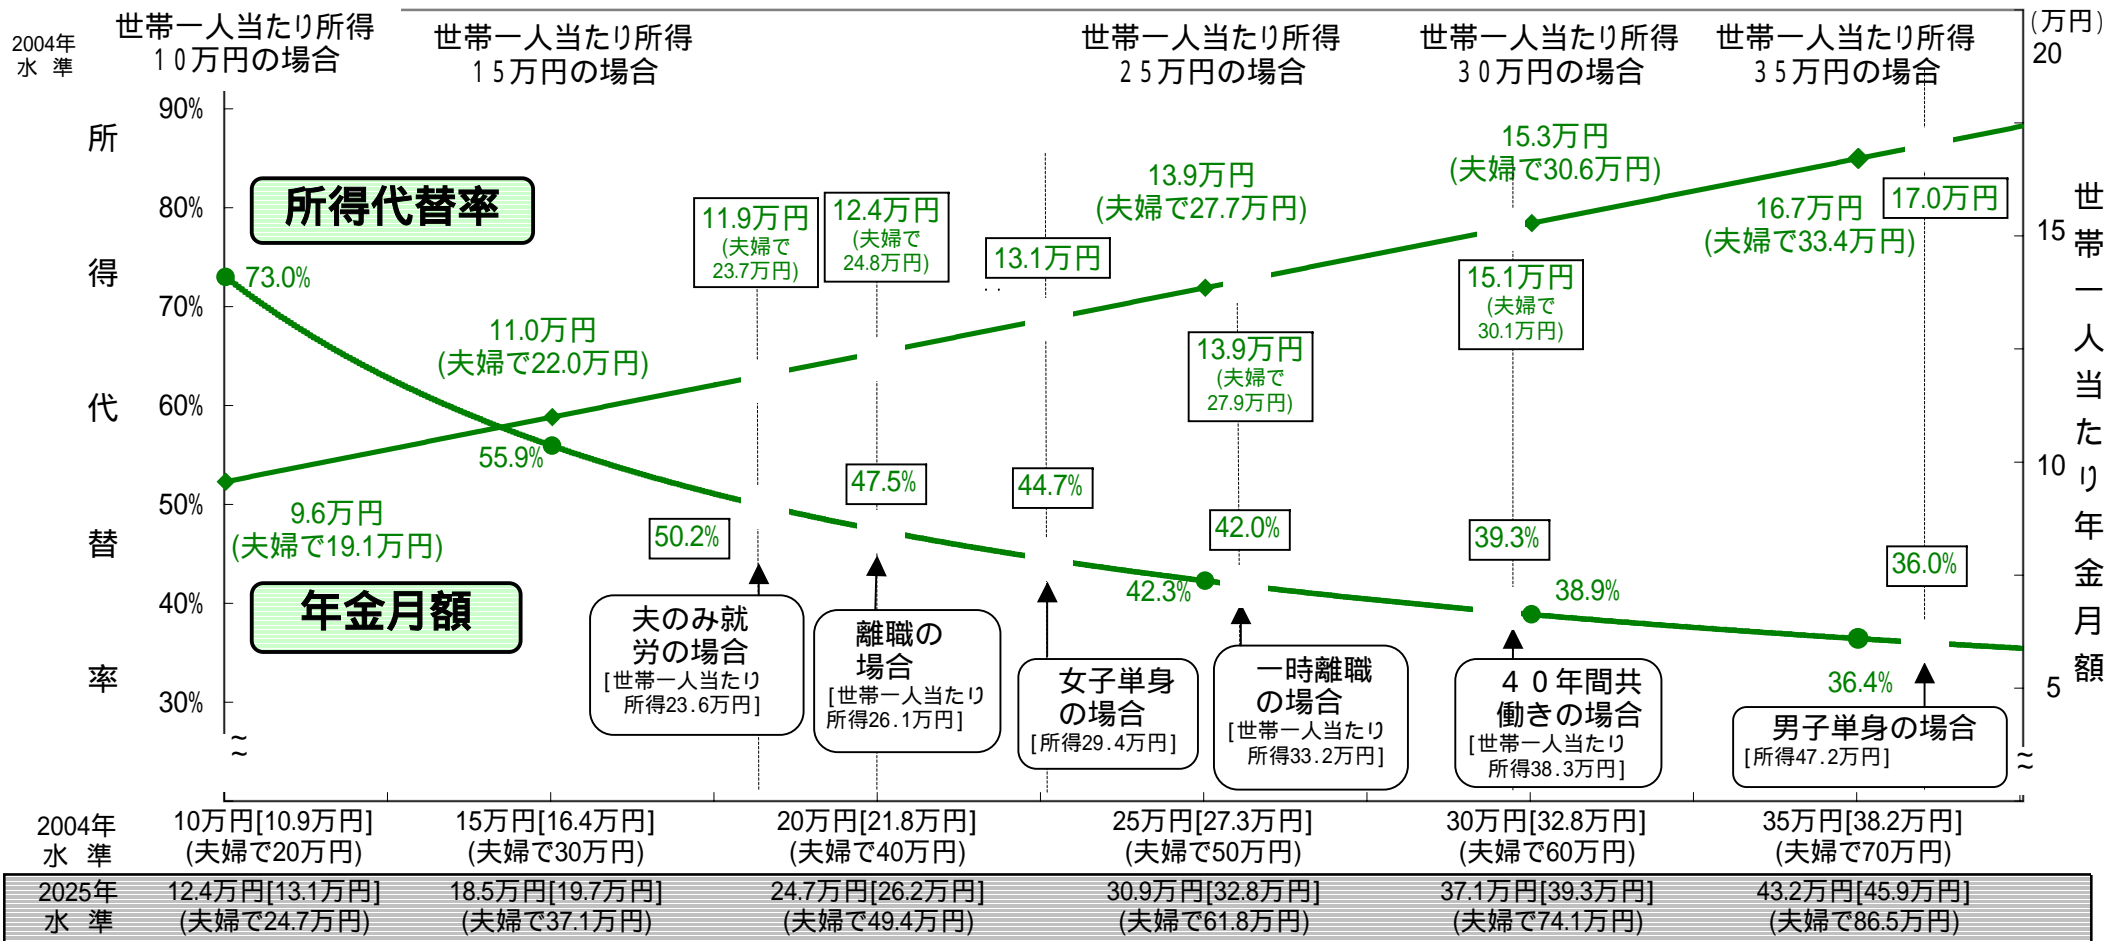 世帯一人当たり所得
10万円の場合
世帯一人当たり所得
15万円の場合
世帯一人当たり所得
25万円の場合
世帯一人当たり所得
30万円の場合
世帯一人当たり所得
35万円の場合
(万円)
2004年
水 準
20
15
10
5
90%
80%
70%
60%
50%
40%
30%
所得代替率
世帯一人当たり年金月額
所得代替率
年金月額
73.0%
55.9%
50.2%
47.5%
44.7%
42.3%
42.0%
39.3%
38.9%
36.4%
36.0%
9.6万円
(夫婦で19.1万円)
11.0万円
(夫婦で22.0万円)
11.9万円
(夫婦で
23.7万円)
12.4万円
(夫婦で
24.8万円)
13.1万円
13.9万円
(夫婦で27.7万円)
13.9万円
(夫婦で
27.9万円)
15.3万円
(夫婦で30.6万円)
15.1万円
(夫婦で
30.1万円)
16.7万円
(夫婦で33.4万円)
17.0万円
夫のみ就
労の場合
[世帯一人当たり
所得23.6万円]
離職の
場合
[世帯一人当たり
所得26.1万円]
女子単身
の場合
[所得29.4万円]
一時離職
の場合
[世帯一人当たり
所得33.2万円]
40年間共
働きの場合
[世帯一人当たり
所得38.3万円]
男子単身の場合
[所得47.2万円]
2004年
水 準
10万円[10.9万円]
(夫婦で20万円)
15万円[16.4万円]
(夫婦で30万円)
20万円[21.8万円]
(夫婦で40万円)
25万円[27.3万円]
(夫婦で50万円)
30万円[32.8万円]
(夫婦で60万円)
35万円[38.2万円]
(夫婦で70万円)
2025年
水 準
12.4万円[13.1万円]
(夫婦で24.7万円)
18.5万円[19.7万円]
(夫婦で37.1万円)
24.7万円[26.2万円]
(夫婦で49.4万円)
30.9万円[32.8万円]
(夫婦で61.8万円)
37.1万円[39.3万円]
(夫婦で74.1万円)
43.2万円[45.9万円]
(夫婦で86.5万円)